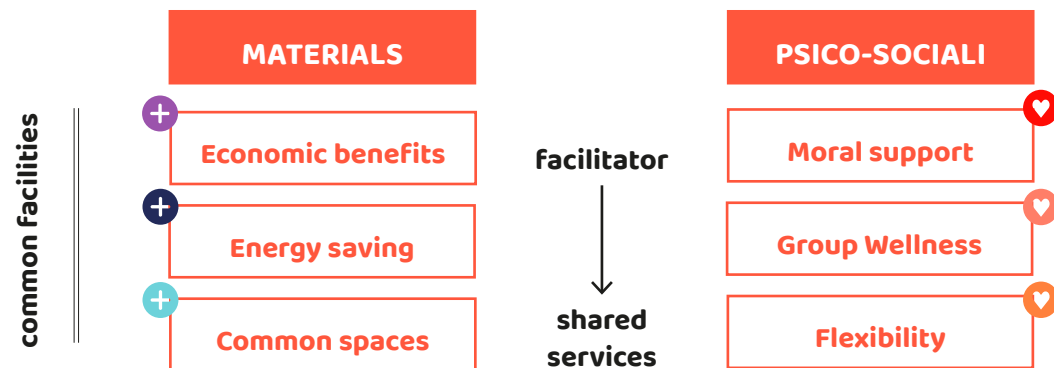 MATERIALS
PSICO-SOCIALI
common facilities
Economic benefits
Energy saving
Common spaces
facilitator
shared
services
Moral support
Group Wellness
Flexibility